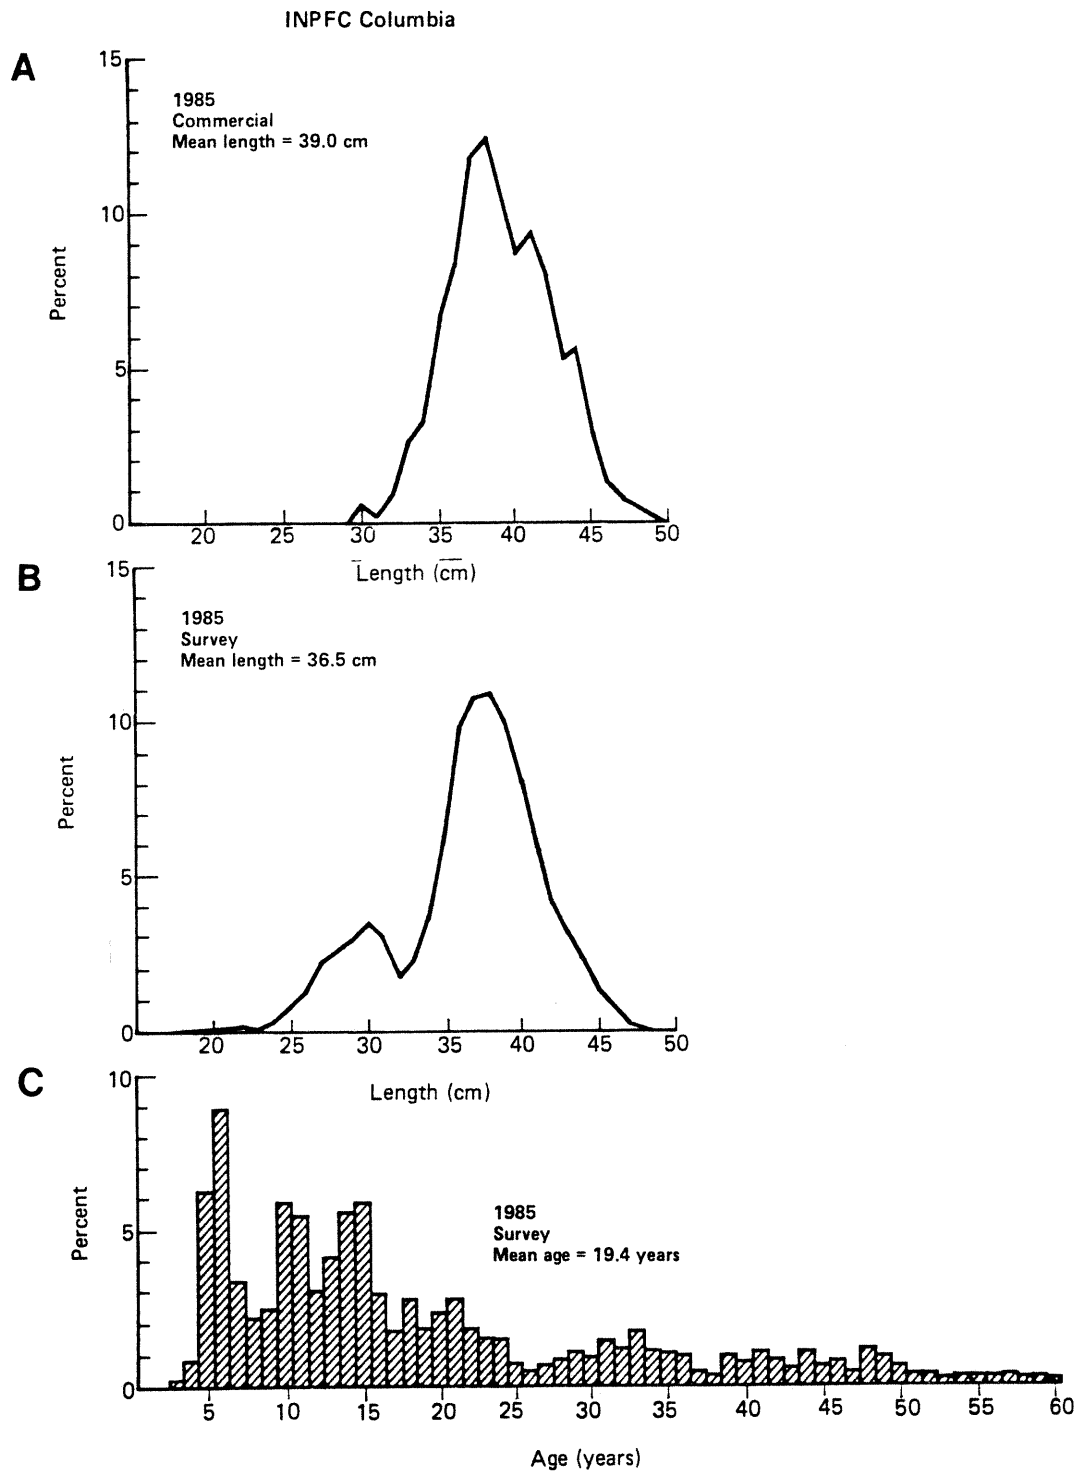 INPFC Columbia
A
15
1985
Commercial
Mean length = 39.0 cm
10
Percent
5
0
20 25 30 35 40 45 50
Length (cm)
B
15
1985
Survey
Mean length = 36.5 cm
10
Percent
5
0
20 25 30 35 40 45 50
Length (cm)
C
10
1985
Survey
Mean age = 19.4 years
Percent
5
0
5 10 15 20 25 30 35 40 45 50 55 60
Age (years)